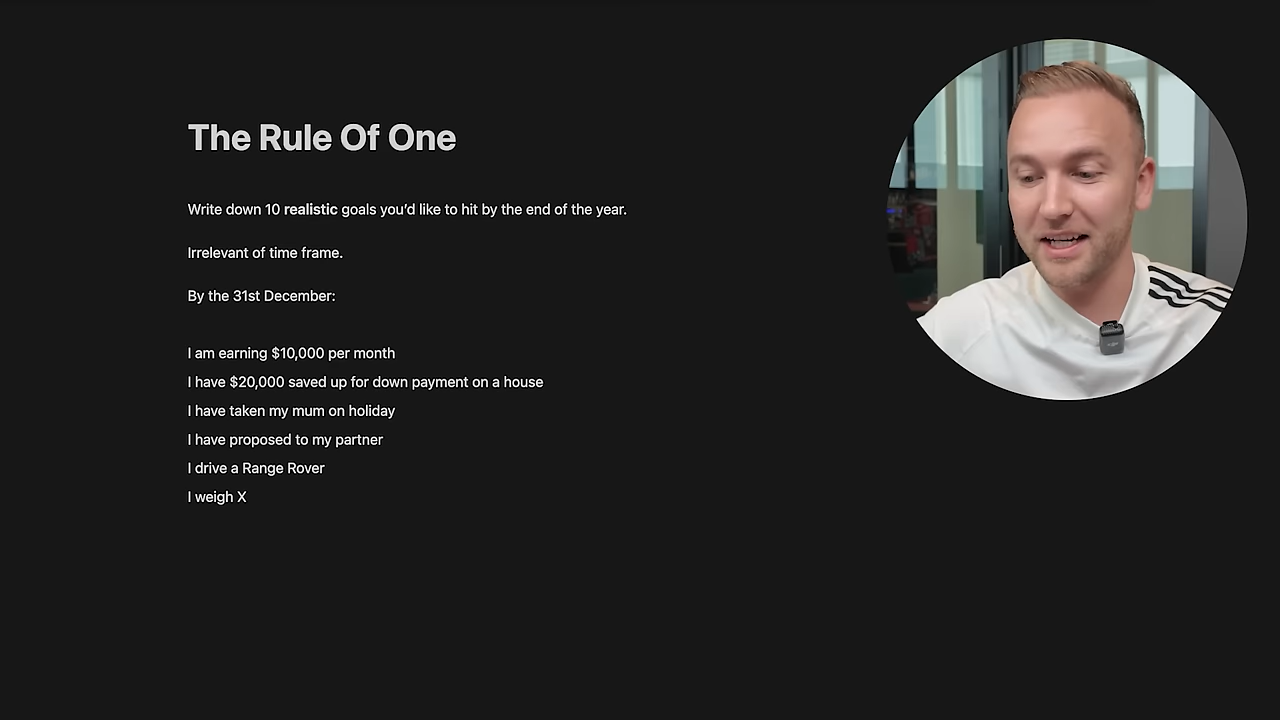 The Rule Of One
Write down 10 realistic goals you'd like to hit by the end of the year.
Irrelevant of time frame.
By the 31st December:
I am earning $10,000 per month
I have $20,000 saved up for down payment on a house
I have taken my mum on holiday
I have proposed to my partner
I drive a Range Rover
I weigh X